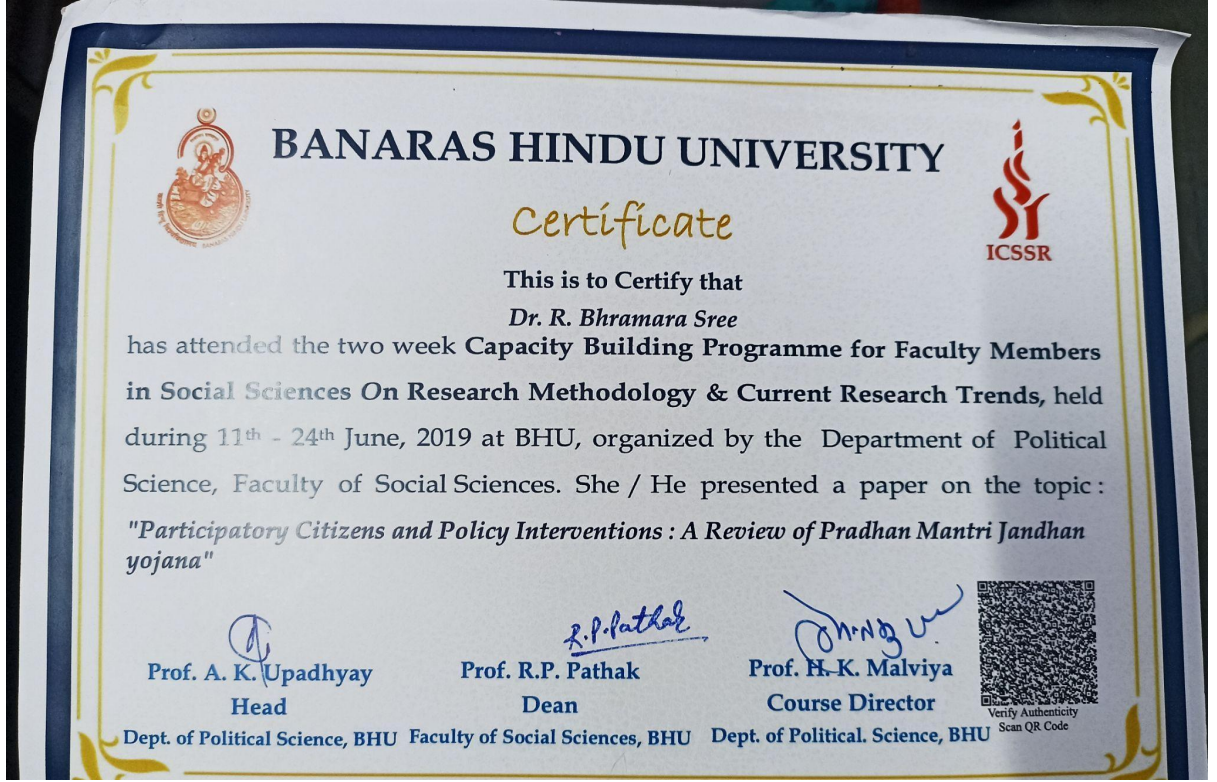 BANARAS HINDU UNIVERSITY
Certificate
ICSSR
This is to Certify that
Dr. R. Bhramara Sree
has attended the two week Capacity Building Programme for Faculty Members
in Social Sciences On Research Methodology & Current Research Trends, held
during 11th - 24th June, 2019 at BHU, organized by the Department of Political
Science, Faculty of Social Sciences. She / He presented a paper on the topic :
"Participatory Citizens and Policy Interventions : A Review of Pradhan Mantri Jandhan
yojana"
R.P.Pathak
Prof. A. K. Upadhyay
Head
Dept. of Political Science, BHU
Prof. R.P. Pathak
Dean
Faculty of Social Sciences, BHU
Prof. H. K. Malviya
Course Director
Dept. of Political. Science, BHU
Verify Authenticity
Scan QR Code